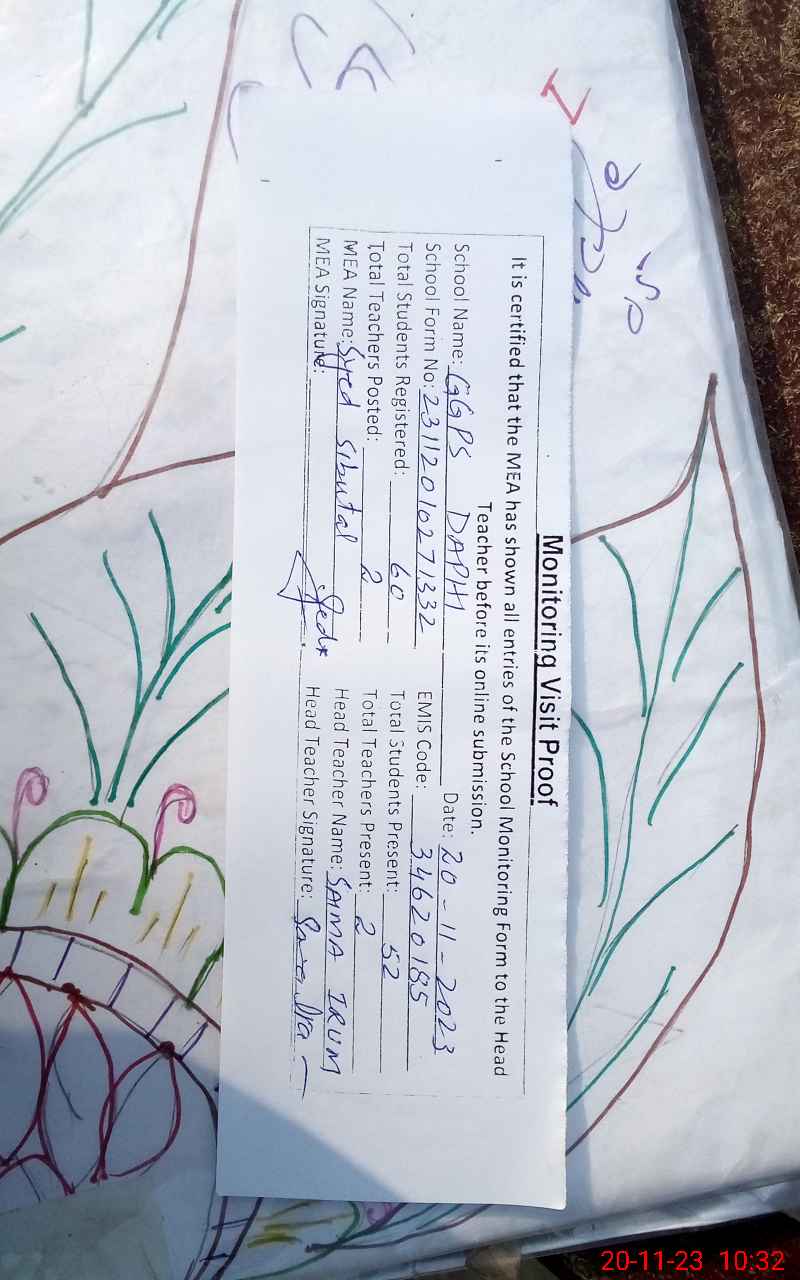 Monitoring Visit Proof
It is certified that the MEA has shown all entries of the School Monitoring Form to the Head
Teacher before its online submission.
School Name: GGPS DAPHI Date: 20-11-2023
School Form No: 2311201027 1332 EMIS Code: 34620185
Total Students Registered: 60 Total Students Present: 52
Total Teachers Posted: 2 Total Teachers Present: 2
MEA Name: Syed Sibutal Head Teacher Name: SAIMA IRUM
MEA Signature: Head Teacher Signature:
20-11-23 10:32